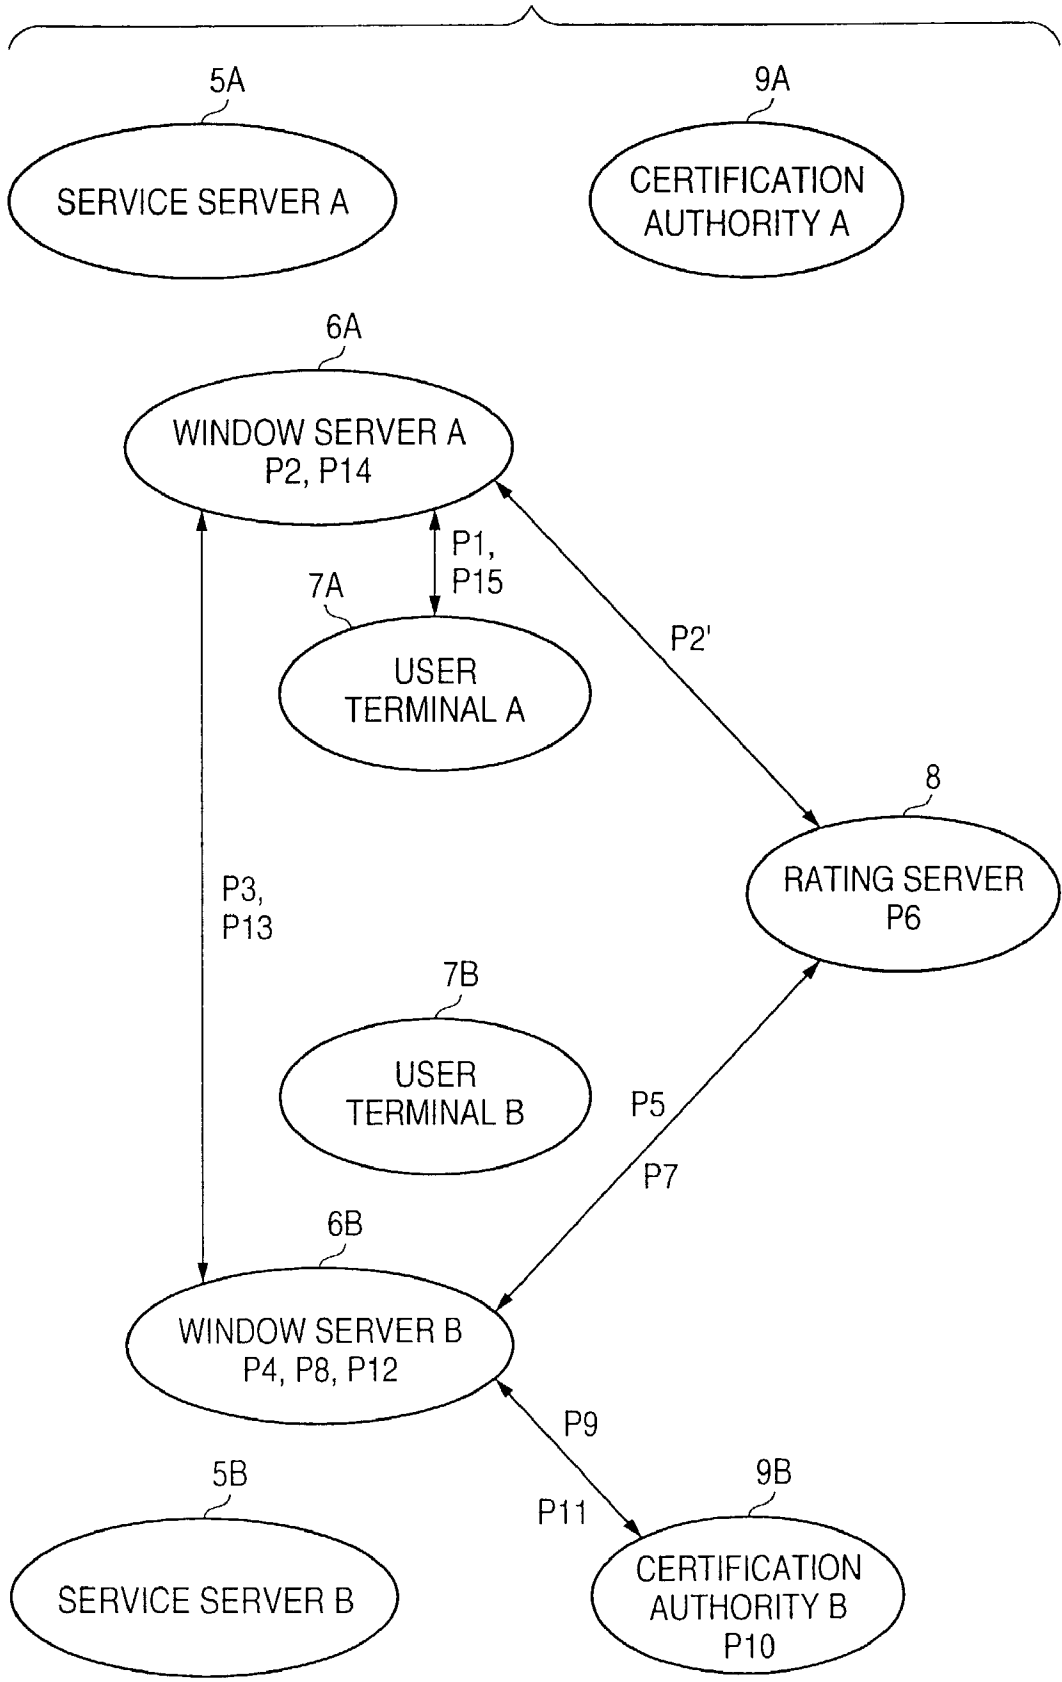 5A
9A
SERVICE SERVER A
CERTIFICATION
AUTHORITY A
6A
WINDOW SERVER A
P2, P14
P1,
P15
7A
USER
TERMINAL A
P2'
8
RATING SERVER
P6
P3,
P13
7B
USER
TERMINAL B
P5
P7
6B
WINDOW SERVER B
P4, P8, P12
P9
P11
5B
9B
SERVICE SERVER B
CERTIFICATION
AUTHORITY B
P10